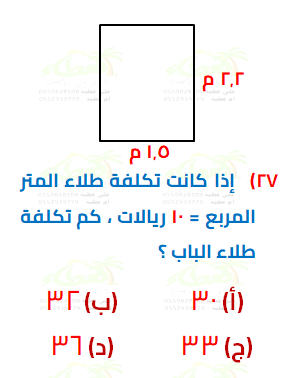 ٢,٢ م
١,٥ م
٢٧) إذا كانت تكلفة طلاء المتر
المربع = ١٠ ريالات ، كم تكلفة
طلاء الباب ؟
(أ) ٣٠ (ب) ٣٢
(ج) ٣٣ (د) ٣٦